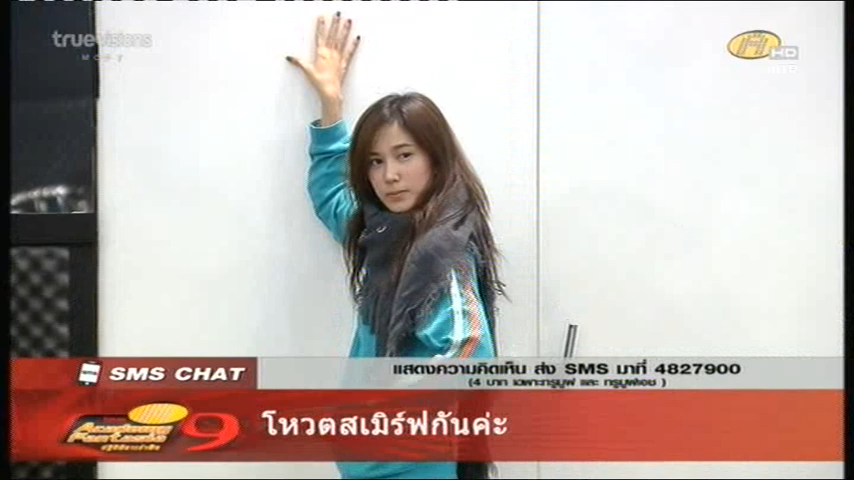 truevisions
HD
SMS CHAT
แสดงความคิดเห็น ส่ง SMS มาที่ 4827900
(4 บาท เฉพาะทรูมูฟ และ ทรูมูฟเอช )
Academy
Fantasia
9
โหวตสเมิร์ฟกันค่ะ